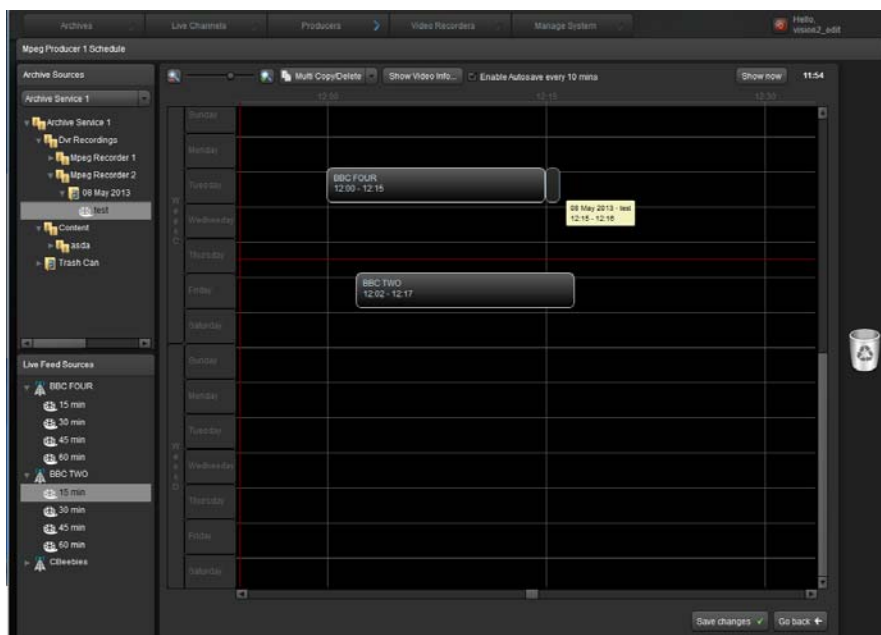 Archives
Live Channels
Producers
Video Recorders
Manage System
Hello,
vision2_edit
Mpeg Producer 1 Schedule
Archive Sources
Archive Service 1
Archive Service 1
Dvr Recordings
Mpeg Recorder 1
Mpeg Recorder 2
08 May 2013
test
Content
asda
Trash Can
Live Feed Sources
BBC FOUR
15 min
30 min
45 min
60 min
BBC TWO
15 min
30 min
45 min
60 min
CBeebies
Multi Copy/Delete
Show Video Info...
Enable Autosave every 10 mins
Show now
11:54
12:00
12:15
12:30
Week C
Sunday
Monday
Tuesday
Wednesday
Thursday
Friday
Saturday
Week D
Sunday
Monday
Tuesday
Wednesday
Thursday
Friday
Saturday
BBC FOUR
12:00 - 12:15
08 May 2013 - test
12:15 - 12:16
BBC TWO
12:02 - 12:17
Save changes
Go back